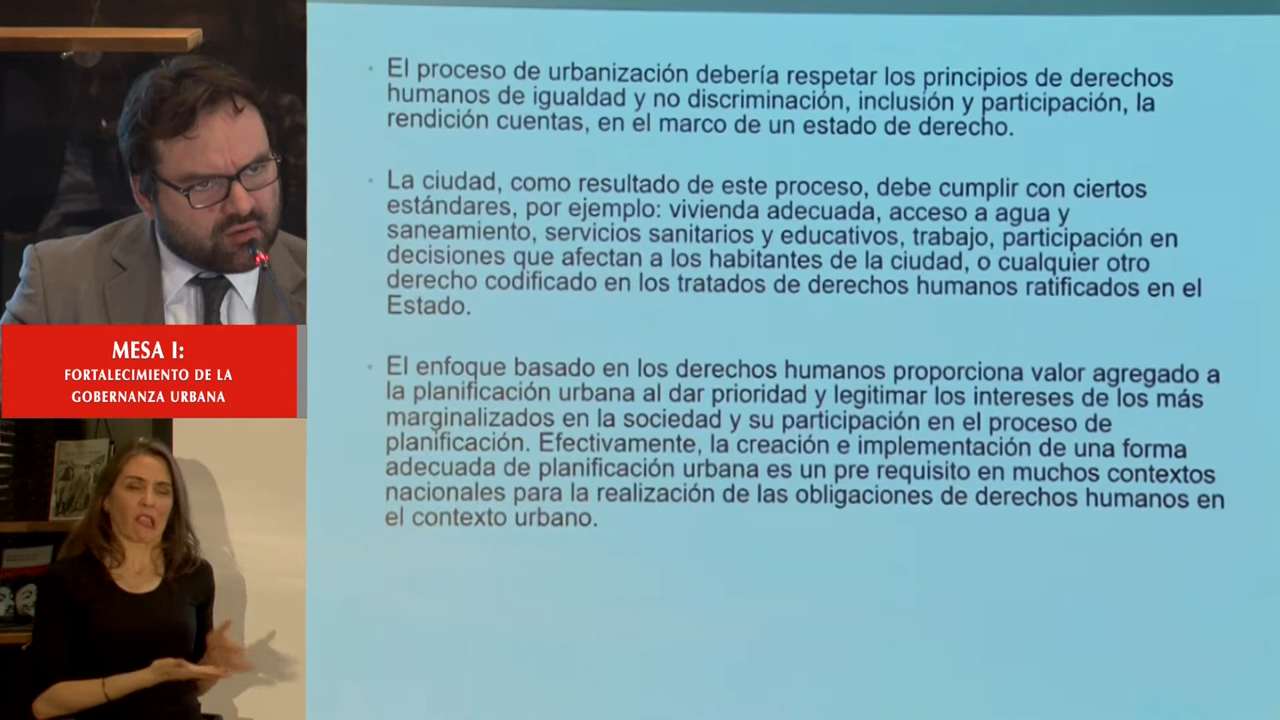 MESA I:
FORTALECIMIENTO DE LA
GOBERNANZA URBANA
El proceso de urbanización debería respetar los principios de derechos
humanos de igualdad y no discriminación, inclusión y participación, la
rendición cuentas, en el marco de un estado de derecho.
La ciudad, como resultado de este proceso, debe cumplir con ciertos
estándares, por ejemplo: vivienda adecuada, acceso a agua y
saneamiento, servicios sanitarios y educativos, trabajo, participación en
decisiones que afectan a los habitantes de la ciudad, o cualquier otro
derecho codificado en los tratados de derechos humanos ratificados en el
Estado.
El enfoque basado en los derechos humanos proporciona valor agregado a
la planificación urbana al dar prioridad y legitimar los intereses de los más
marginalizados en la sociedad y su participación en el proceso de
planificación. Efectivamente, la creación e implementación de una forma
adecuada de planificación urbana es un pre requisito en muchos contextos
nacionales para la realización de las obligaciones de derechos humanos en
el contexto urbano.